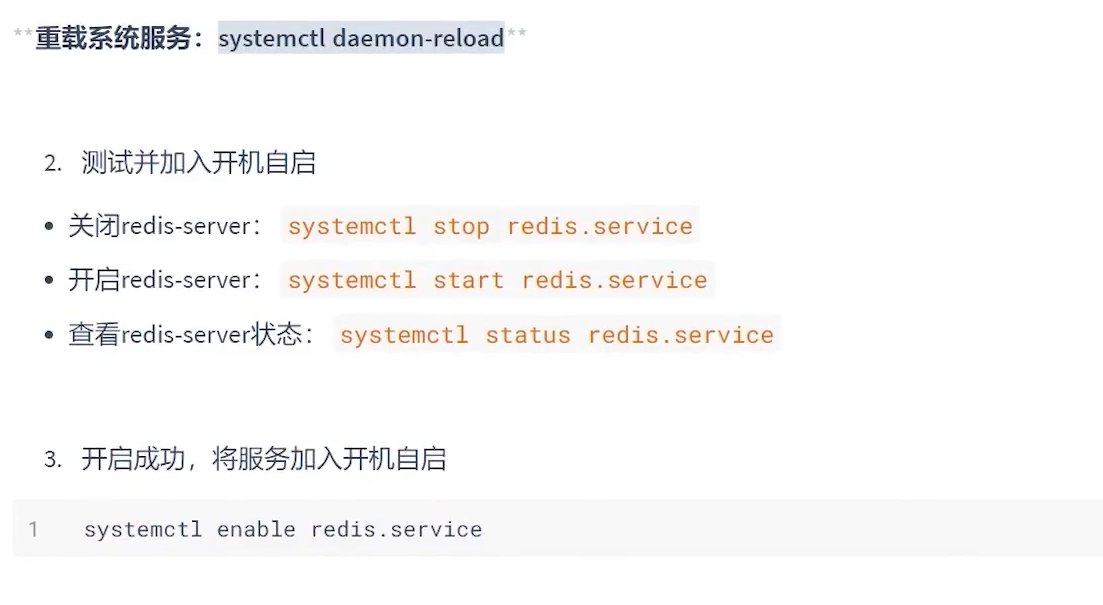 **重载系统服务：systemctl daemon-reload**
2. 测试并加入开机自启
• 关闭redis-server： systemctl stop redis.service
• 开启redis-server： systemctl start redis.service
• 查看redis-server状态： systemctl status redis.service
3. 开启成功，将服务加入开机自启
1 systemctl enable redis.service